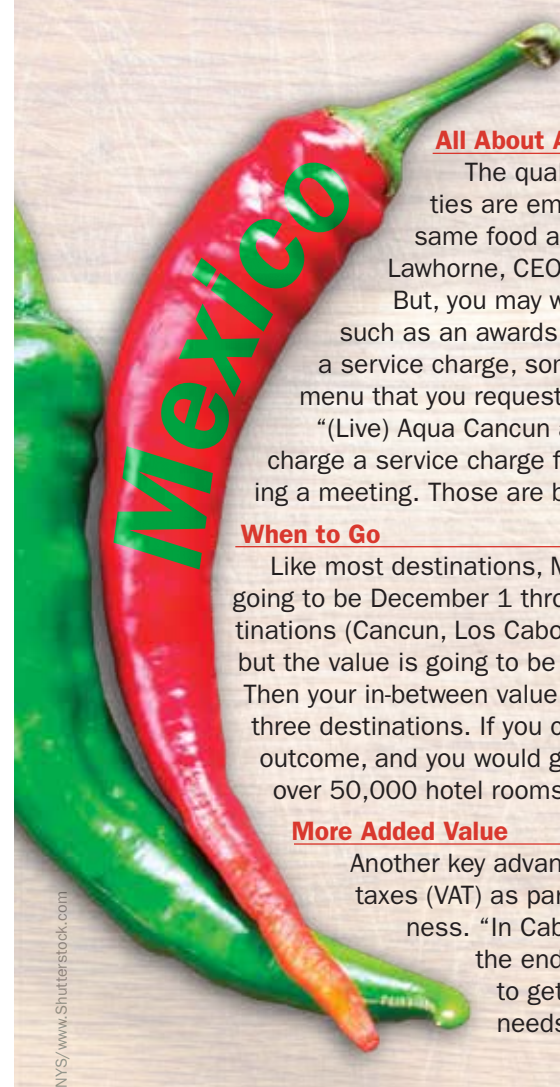 Mexico
All About A
The qua
ties are em
same food a
Lawhorne, CEO
But, you may w
such as an awards
a service charge, son
menu that you request
“(Live) Aqua Cancun a
charge a service charge f
ing a meeting. Those are b
When to Go
Like most destinations, M
going to be December 1 thro
tinations (Cancun, Los Cabo
but the value is going to be
Then your in-between value
three destinations. If you c
outcome, and you would g
over 50,000 hotel rooms
More Added Value
Another key advan
taxes (VAT) as par
ness. “In Cab
the end
to get
needs
NYS/www.Shutterstock.com